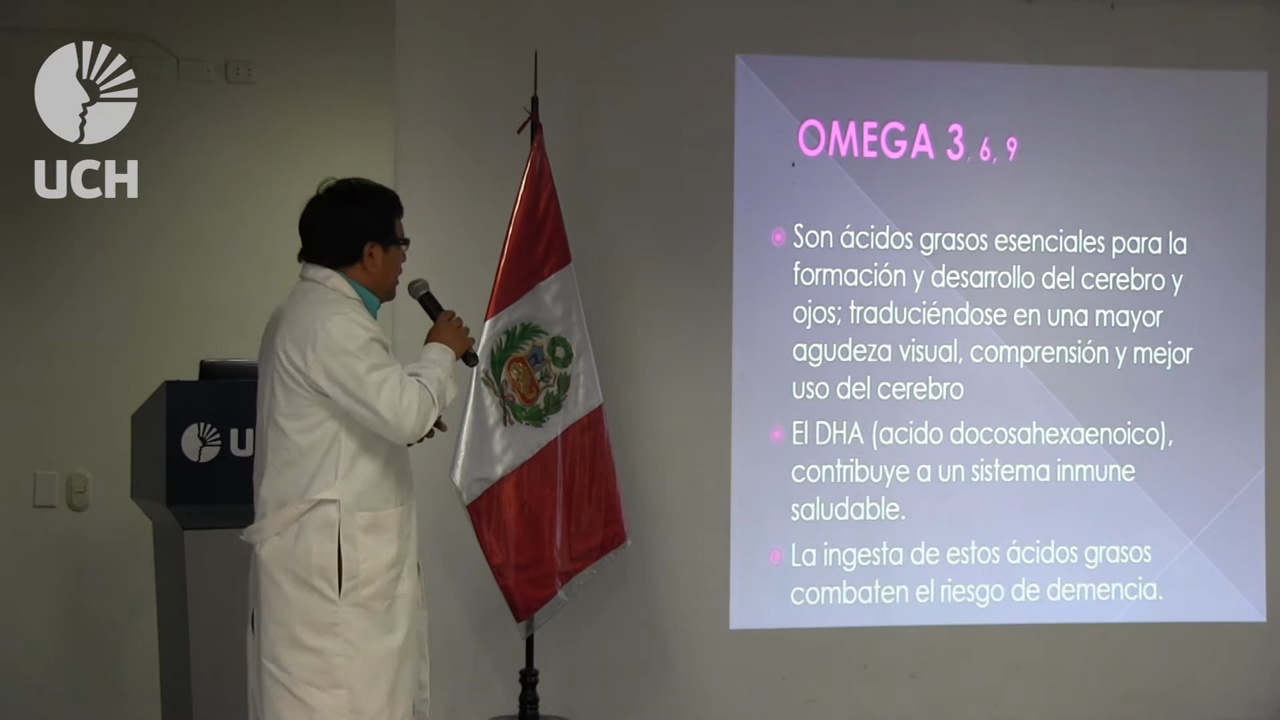 UCH
U
OMEGA 3, 6, 9
Son ácidos grasos esenciales para la
formación y desarrollo del cerebro y
ojos; traduciéndose en una mayor
agudeza visual, comprensión y mejor
uso del cerebro
El DHA (acido docosahexaenoico),
contribuye a un sistema inmune
saludable.
La ingesta de estos ácidos grasos
combaten el riesgo de demencia.